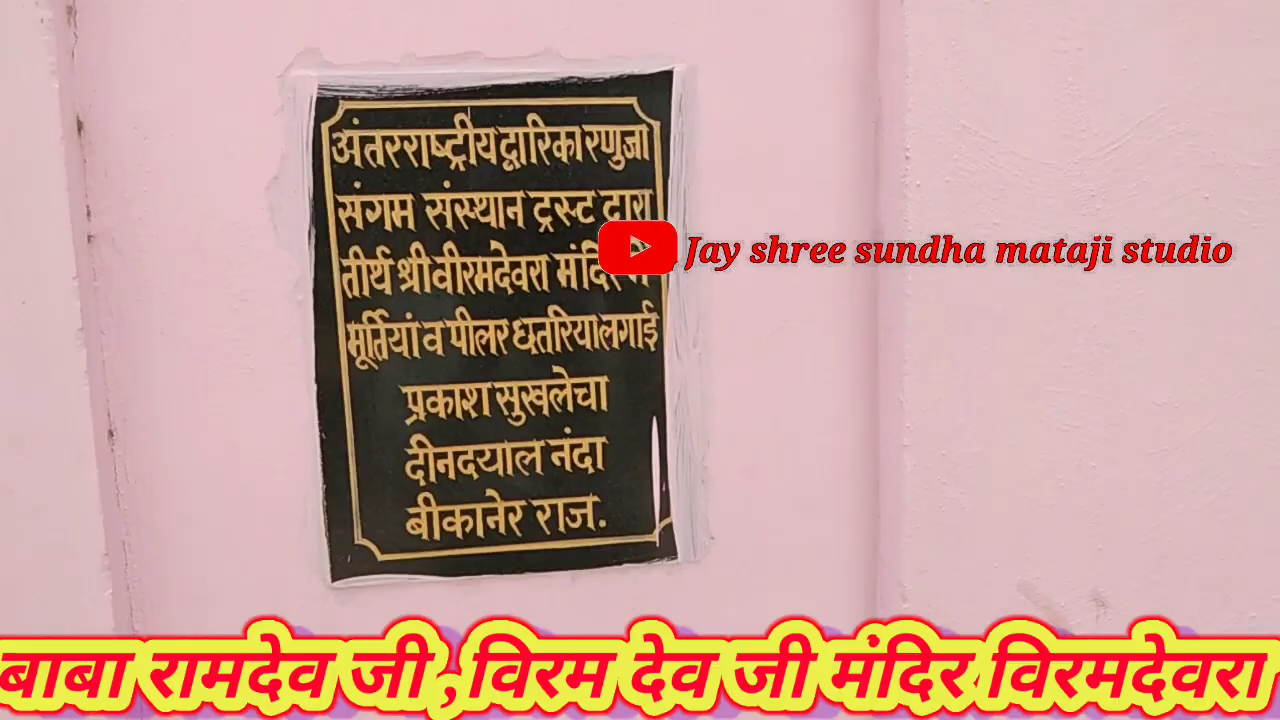 अंतरराष्ट्रीय द्वारिका रणुजा
संगम संस्थान ट्रस्ट द्वारा
तीर्थ श्री वीरमदेवरा
मूर्तियां व पीलर छतरिया लगाई
प्रकाश सुखलेचा
दीनदयाल नंदा
बीकानेर राज.
Jay shree sundha mataji studio
बाबा रामदेव जी , विरम देव जी मंदिर विरमदेवरा